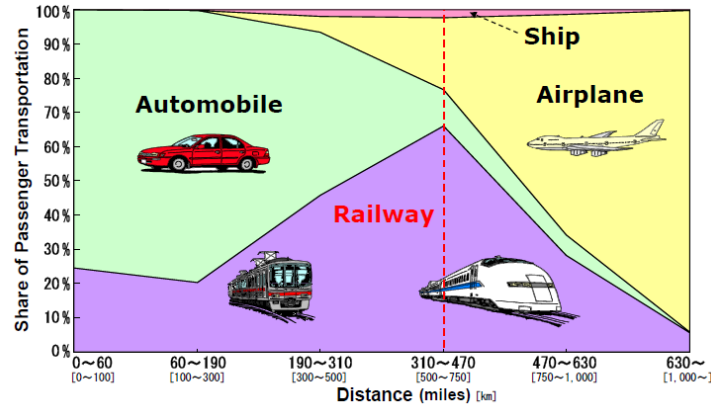 100%
90%
80%
70%
60%
50%
40%
30%
20%
10%
0%
Share of Passenger Transportation
Ship
Automobile
Airplane
Railway
0～60 60～190 190～310 310～470 470～630 630～
[0～100] [100～300] [300～500] [500～750] [750～1,000] [1,000～]
Distance (miles) [km]